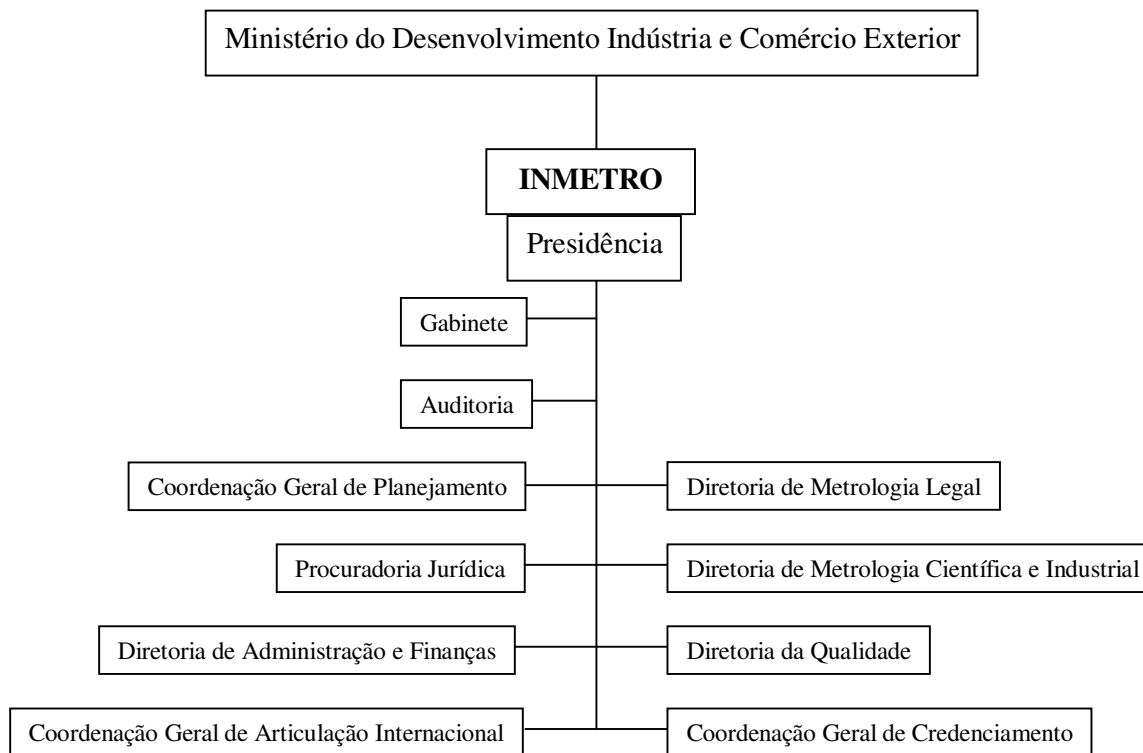 Ministério do Desenvolvimento Indústria e Comércio Exterior
INMETRO
Presidência
Gabinete
Auditoria
Coordenação Geral de Planejamento
Diretoria de Metrologia Legal
Procuradoria Jurídica
Diretoria de Metrologia Científica e Industrial
Diretoria de Administração e Finanças
Diretoria da Qualidade
Coordenação Geral de Articulação Internacional
Coordenação Geral de Credenciamento